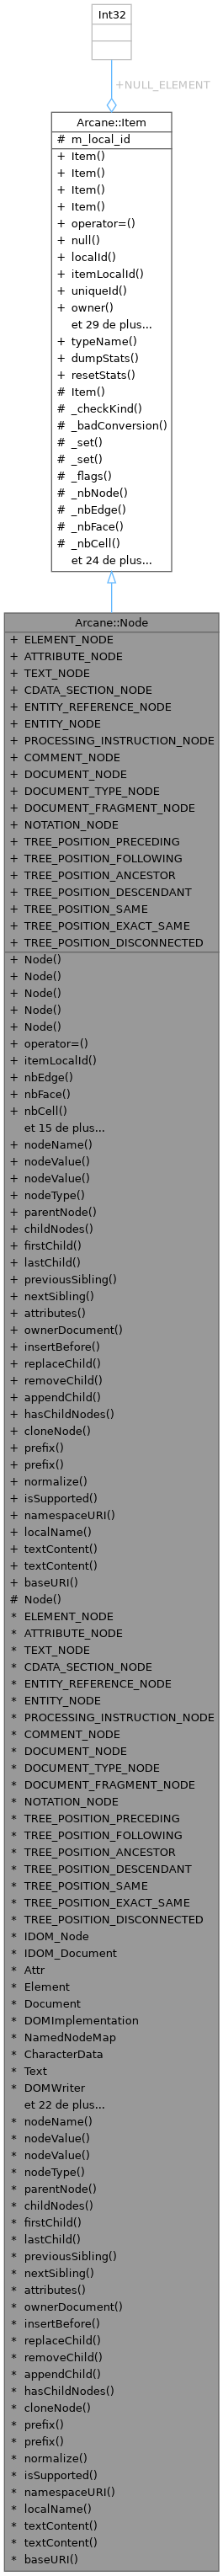 Int32
+NULL_ELEMENT
Arcane::Item
# m_local_id
+ Item()
+ Item()
+ Item()
+ Item()
+ operator=()
+ null()
+ localId()
+ itemLocalId()
+ uniqueId()
+ owner()
et 29 de plus...
+ typeName()
+ dumpStats()
+ resetStats()
# Item()
# _checkKind()
# _badConversion()
# _set()
# _set()
# _flags()
# _nbNode()
# _nbEdge()
# _nbFace()
# _nbCell()
et 24 de plus...
Arcane::Node
+ ELEMENT_NODE
+ ATTRIBUTE_NODE
+ TEXT_NODE
+ CDATA_SECTION_NODE
+ ENTITY_REFERENCE_NODE
+ ENTITY_NODE
+ PROCESSING_INSTRUCTION_NODE
+ COMMENT_NODE
+ DOCUMENT_NODE
+ DOCUMENT_TYPE_NODE
+ DOCUMENT_FRAGMENT_NODE
+ NOTATION_NODE
+ TREE_POSITION_PRECEDING
+ TREE_POSITION_FOLLOWING
+ TREE_POSITION_ANCESTOR
+ TREE_POSITION_DESCENDANT
+ TREE_POSITION_SAME
+ TREE_POSITION_EXACT_SAME
+ TREE_POSITION_DISCONNECTED
+ Node()
+ Node()
+ Node()
+ Node()
+ Node()
+ operator=()
+ itemLocalId()
+ nbEdge()
+ nbFace()
+ nbCell()
et 15 de plus...
+ nodeName()
+ nodeValue()
+ nodeValue()
+ nodeType()
+ parentNode()
+ childNodes()
+ firstChild()
+ lastChild()
+ previousSibling()
+ nextSibling()
+ attributes()
+ ownerDocument()
+ insertBefore()
+ replaceChild()
+ removeChild()
+ appendChild()
+ hasChildNodes()
+ cloneNode()
+ prefix()
+ prefix()
+ normalize()
+ isSupported()
+ namespaceURI()
+ localName()
+ textContent()
+ textContent()
+ baseURI()
# Node()
* ELEMENT_NODE
* ATTRIBUTE_NODE
* TEXT_NODE
* CDATA_SECTION_NODE
* ENTITY_REFERENCE_NODE
* ENTITY_NODE
* PROCESSING_INSTRUCTION_NODE
* COMMENT_NODE
* DOCUMENT_NODE
* DOCUMENT_TYPE_NODE
* DOCUMENT_FRAGMENT_NODE
* NOTATION_NODE
* TREE_POSITION_PRECEDING
* TREE_POSITION_FOLLOWING
* TREE_POSITION_ANCESTOR
* TREE_POSITION_DESCENDANT
* TREE_POSITION_SAME
* TREE_POSITION_EXACT_SAME
* TREE_POSITION_DISCONNECTED
* IDOM_Node
* IDOM_Document
* Attr
* Element
* Document
* DOMImplementation
* NamedNodeMap
* CharacterData
* Text
* DOMWriter
et 22 de plus...
* nodeName()
* nodeValue()
* nodeValue()
* nodeType()
* parentNode()
* childNodes()
* firstChild()
* lastChild()
* previousSibling()
* nextSibling()
* attributes()
* ownerDocument()
* insertBefore()
* replaceChild()
* removeChild()
* appendChild()
* hasChildNodes()
* cloneNode()
* prefix()
* prefix()
* normalize()
* isSupported()
* namespaceURI()
* localName()
* textContent()
* textContent()
* baseURI()